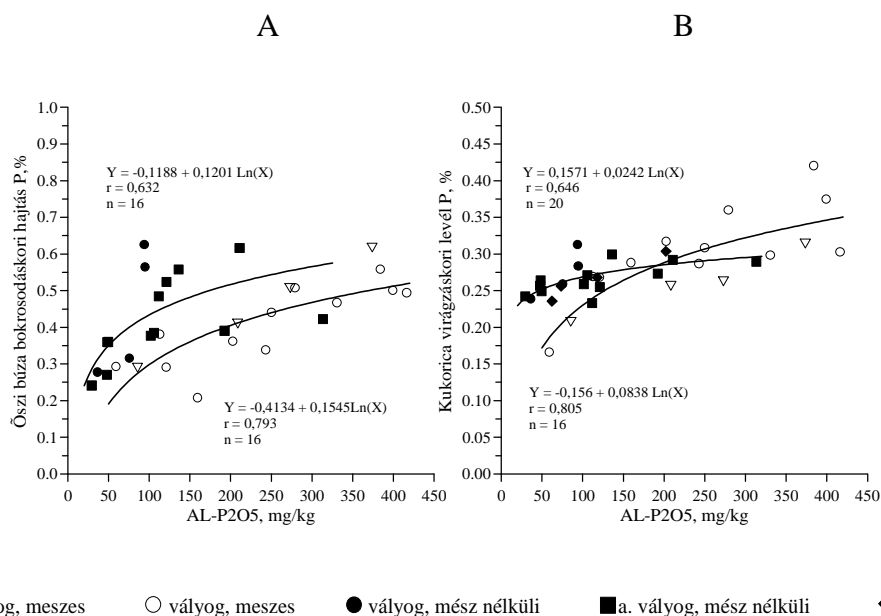 A
B
1.0
0.9
0.8
0.7
0.6
0.5
0.4
0.3
0.2
0.1
0.0
Õszi búza bokrosodáskori hajtás P,%
Y = -0,1188 + 0,1201 Ln(X)
r = 0,632
n = 16
Y = -0,4134 + 0,1545Ln(X)
r = 0,793
n = 16
0 50 100 150 200 250 300 350 400 450
AL-P2O5, mg/kg
0.50
0.45
0.40
0.35
0.30
0.25
0.20
0.15
0.10
0.05
0.00
Kukorica virágzáskori levél P, %
Y = 0,1571 + 0,0242 Ln(X)
r = 0,646
n = 20
Y = -0,156 + 0,0838 Ln(X)
r = 0,805
n = 16
0 50 100 150 200 250 300 350 400 450
AL-P2O5, mg/kg
og, meszes vályog, meszes vályog, mész nélküli a. vályog, mész nélküli